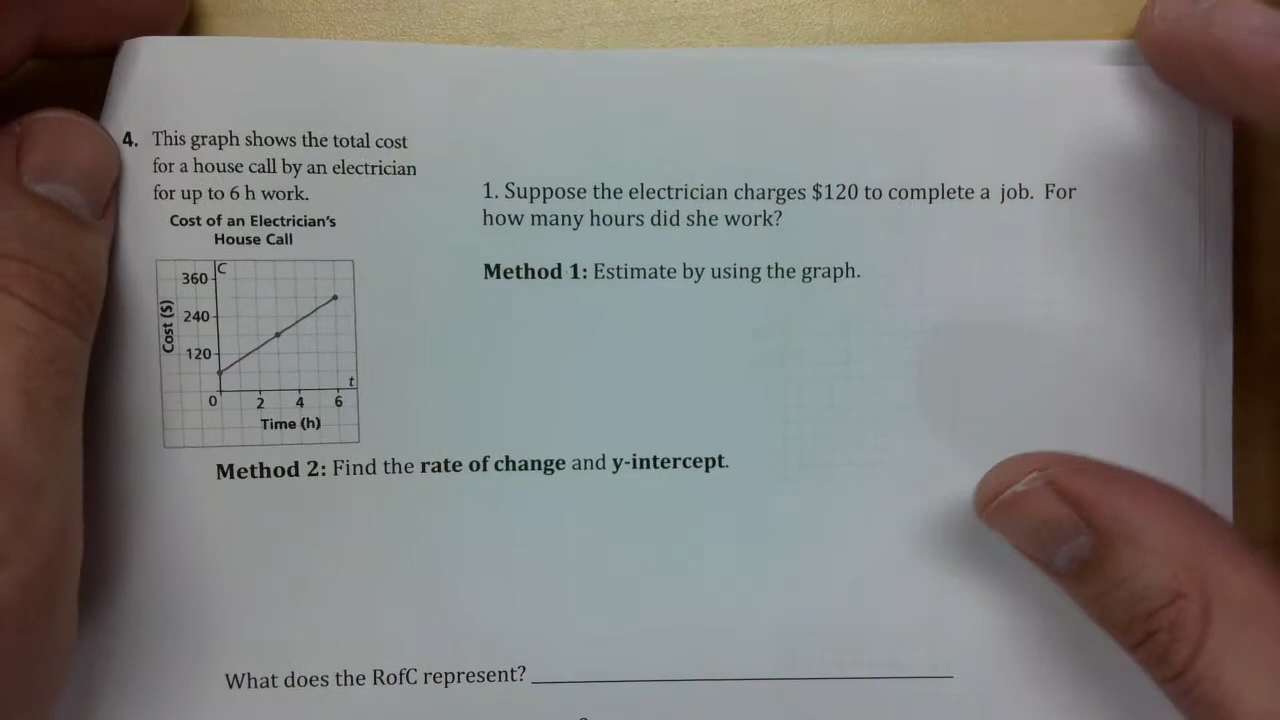 4. This graph shows the total cost
for a house call by an electrician
for up to 6 h work.
Cost of an Electrician's
House Call
C
360
240
120
0
Cost ($)
2 4 6
t
Time (h)
1. Suppose the electrician charges $120 to complete a job. For
how many hours did she work?
Method 1: Estimate by using the graph.
Method 2: Find the rate of change and y-intercept.
What does the RofC represent? ____________________